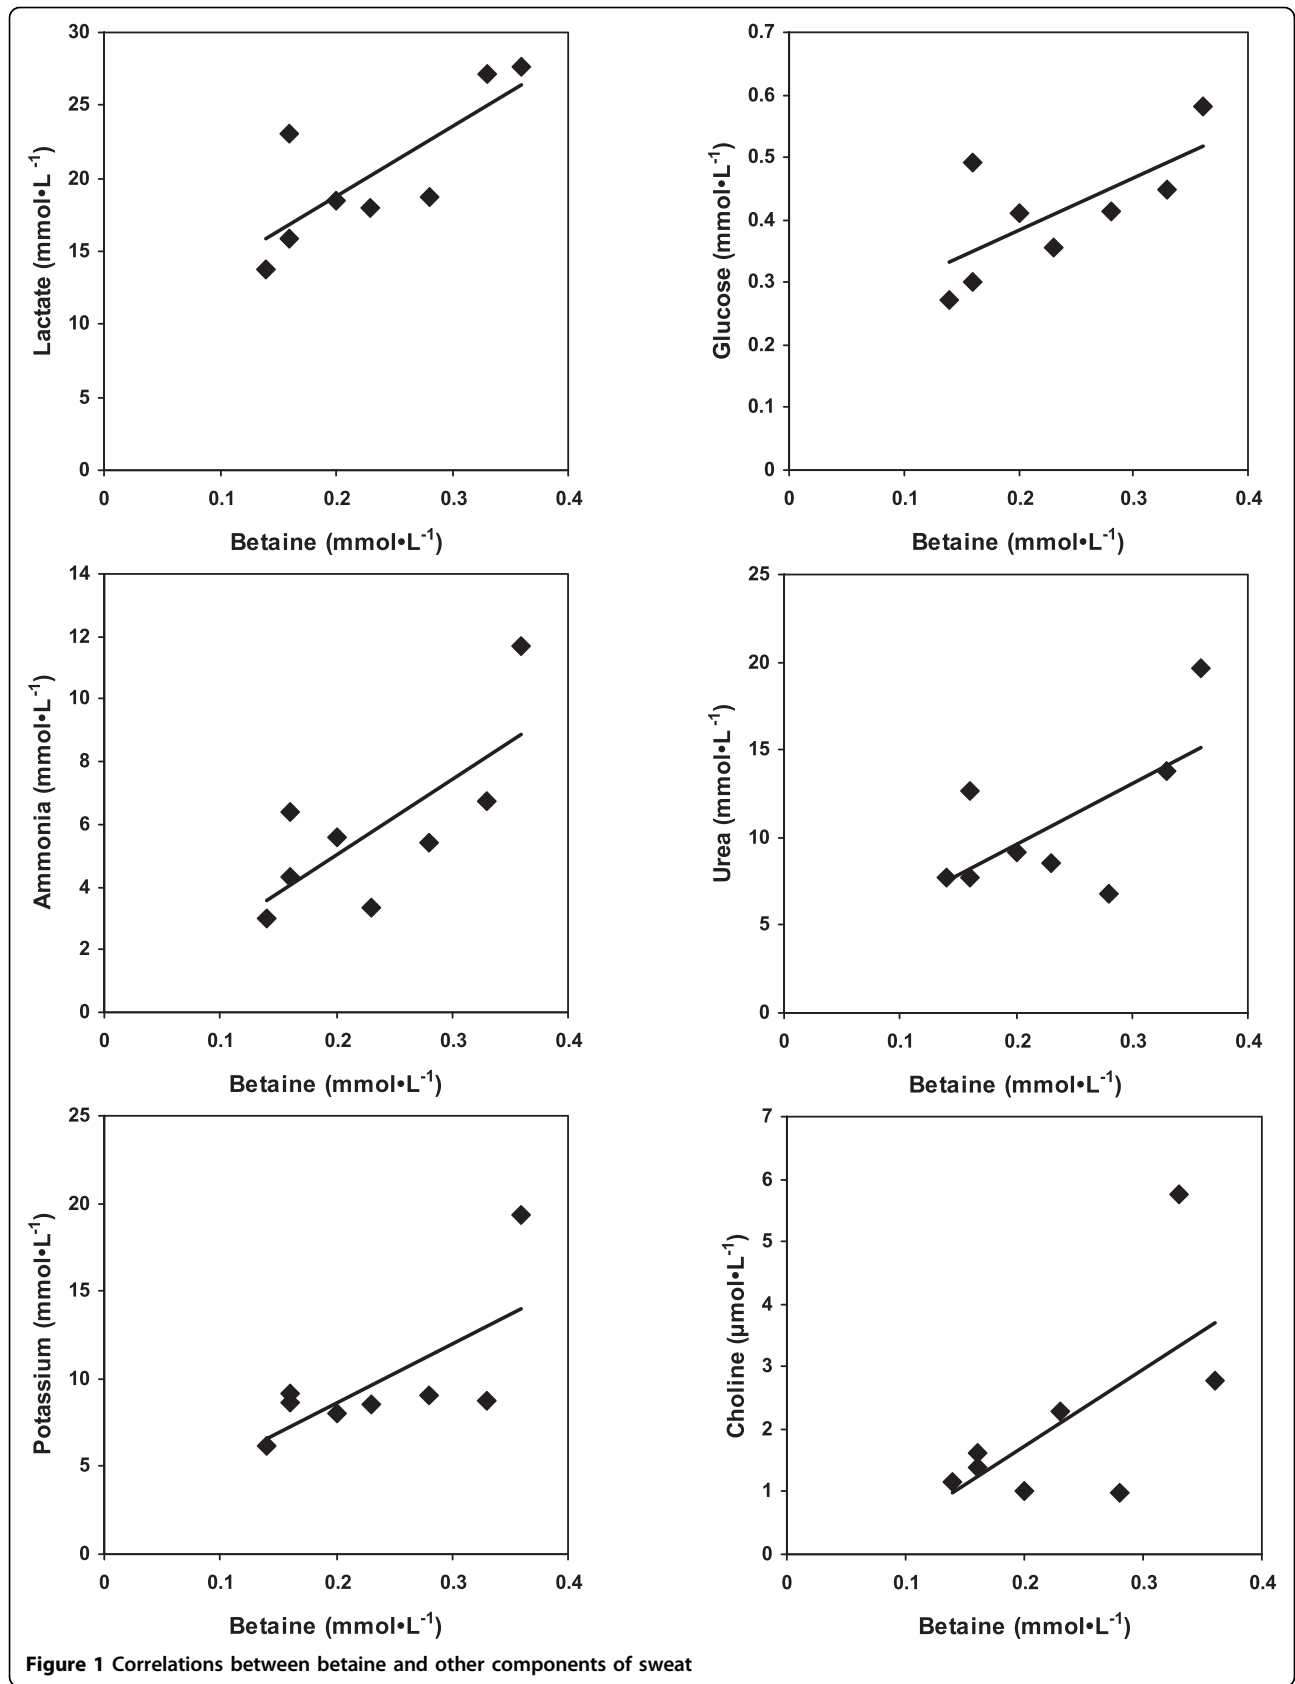 30
25
20
15
10
5
0
0 0.1 0.2 0.3 0.4
Lactate (mmol•L-1)
Betaine (mmol•L-1)
0.7
0.6
0.5
0.4
0.3
0.2
0.1
0
0 0.1 0.2 0.3 0.4
Glucose (mmol•L-1)
Betaine (mmol•L-1)
14
12
10
8
6
4
2
0
0 0.1 0.2 0.3 0.4
Ammonia (mmol•L-1)
Betaine (mmol•L-1)
25
20
15
10
5
0
0 0.1 0.2 0.3 0.4
Urea (mmol•L-1)
Betaine (mmol•L-1)
25
20
15
10
5
0
0 0.1 0.2 0.3 0.4
Potassium (mmol•L-1)
Betaine (mmol•L-1)
7
6
5
4
3
2
1
0
0 0.1 0.2 0.3 0.4
Choline (µmol•L-1)
Betaine (mmol•L-1)
Figure 1 Correlations between betaine and other components of sweat